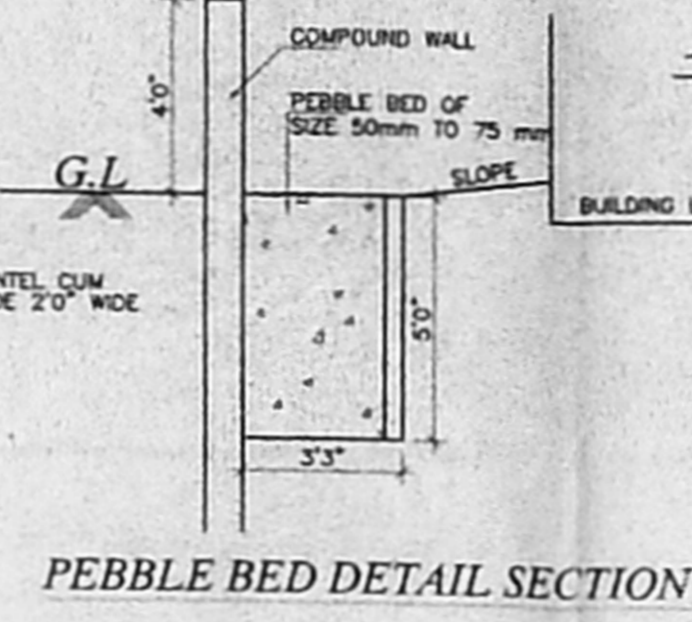 COMPOUND WALL
4'0"
PEBBLE BED OF
SIZE 50mm TO 75 mm
G.L
SLOPE
BUILDING
NTEL CUM
E 2'0" WIDE
5'0"
3'3"
PEBBLE BED DETAIL SECTION